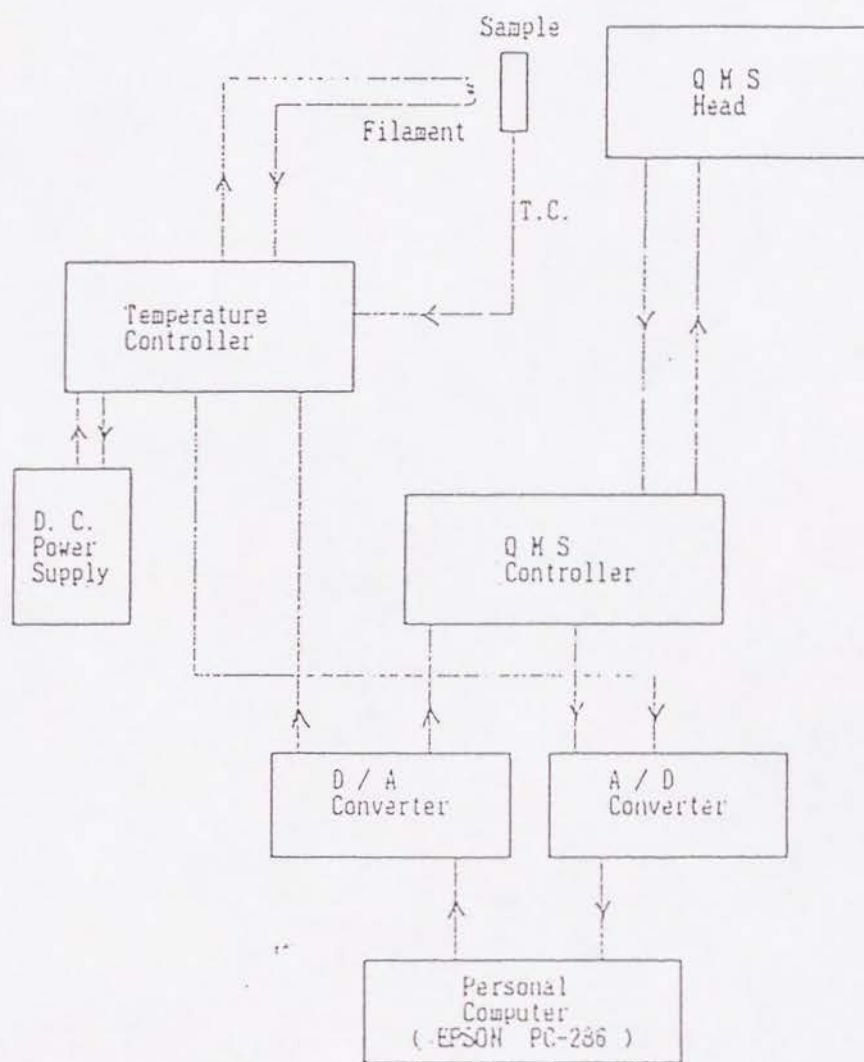 Sample
Q M S
Head
Filament
T.C.
Temperature
Controller
D. C.
Power
Supply
Q M S
Controller
D / A
Converter
A / D
Converter
Personal
Computer
( EPSON PC-286 )